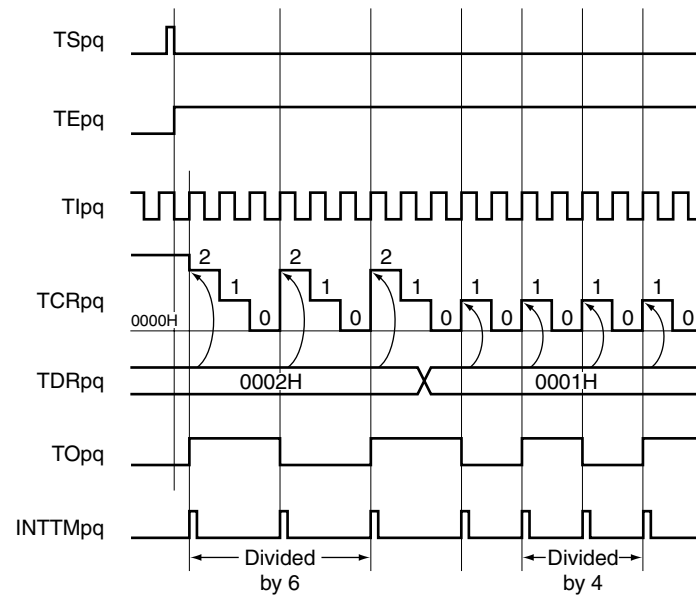 TSpq
TEpq
TIpq
TCRpq
2
1
0
2
1
0
2
1
0
1
0
1
0
1
0
1
0000H
TDRpq
0002H
0001H
TOpq
INTTMpq
Divided
by 6
Divided
by 4